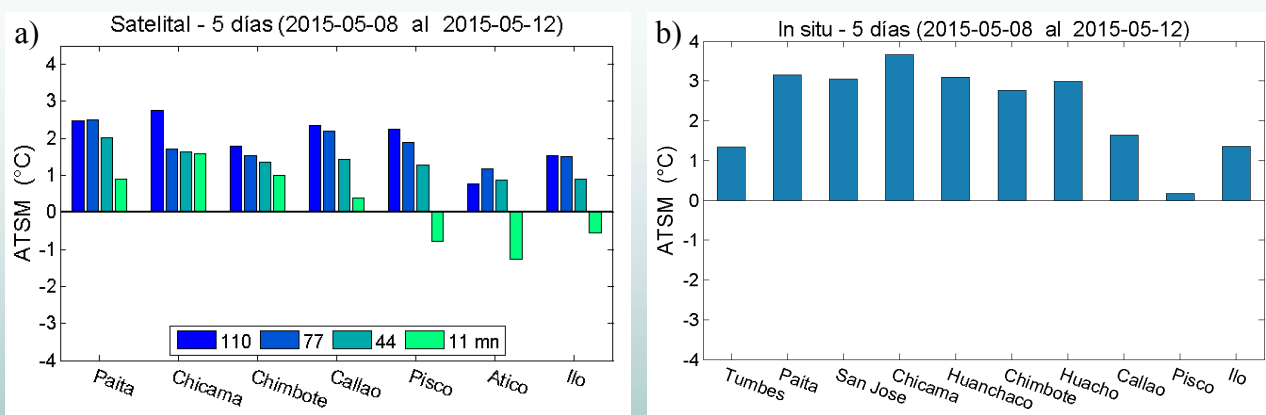 a)
Satelital - 5 días (2015-05-08 al 2015-05-12)
ATSM (°C)
4
3
2
1
0
-1
-2
-3
-4
110 77 44 11 mn
Paita Chicama Chimbote Callao Pisco Atico Ilo
b)
In situ - 5 días (2015-05-08 al 2015-05-12)
ATSM (°C)
4
3
2
1
0
-1
-2
-3
-4
Tumbes Paita San Jose Chicama Huanchaco Chimbote Huacho Callao Pisco Ilo